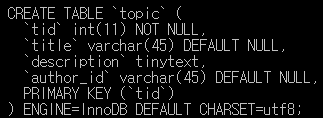 CREATE TABLE `topic` (
  `tid` int(11) NOT NULL,
  `title` varchar(45) DEFAULT NULL,
  `description` tinytext,
  `author_id` varchar(45) DEFAULT NULL,
  PRIMARY KEY (`tid`)
) ENGINE=InnoDB DEFAULT CHARSET=utf8;